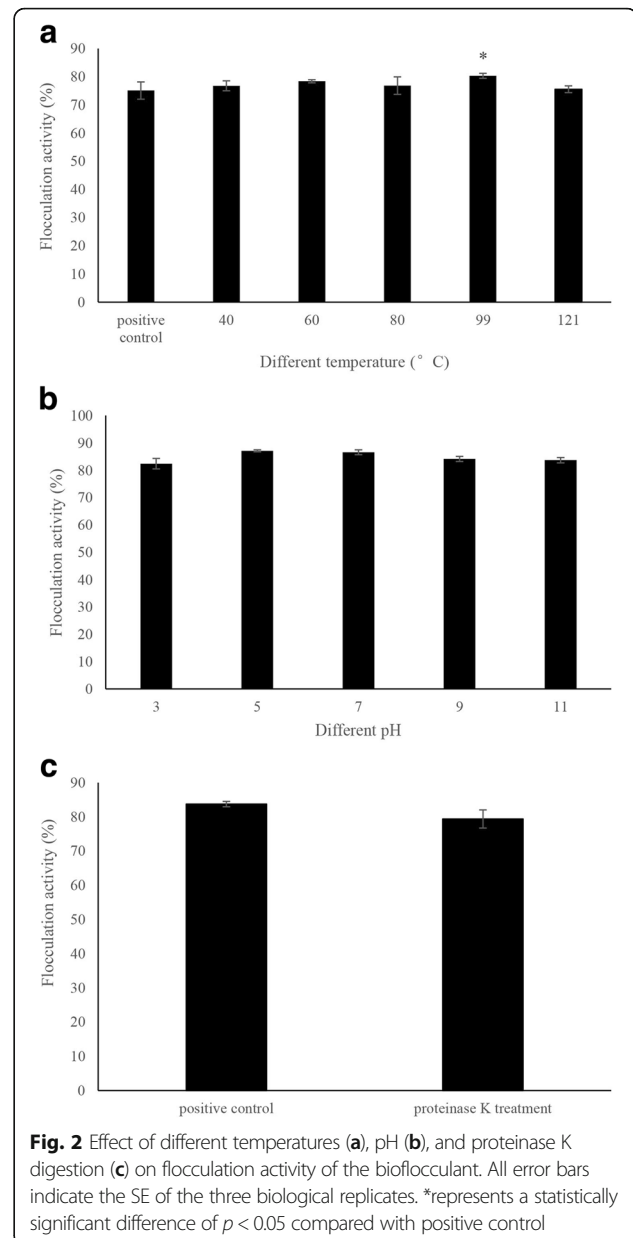 a
*
90
80
70
60
50
40
30
20
10
0
Flocculation activity (%)
positive control 40 60 80 99 121
Different temperature (° C)
b
100
90
80
70
60
50
40
30
20
10
0
Flocculation activity (%)
3 5 7 9 11
Different pH
c
90
80
70
60
50
40
30
20
10
0
Flocculation activity (%)
positive control proteinase K treatment
Fig. 2 Effect of different temperatures (a), pH (b), and proteinase K
digestion (c) on flocculation activity of the bioflocculant. All error bars
indicate the SE of the three biological replicates. *represents a statistically
significant difference of p < 0.05 compared with positive control